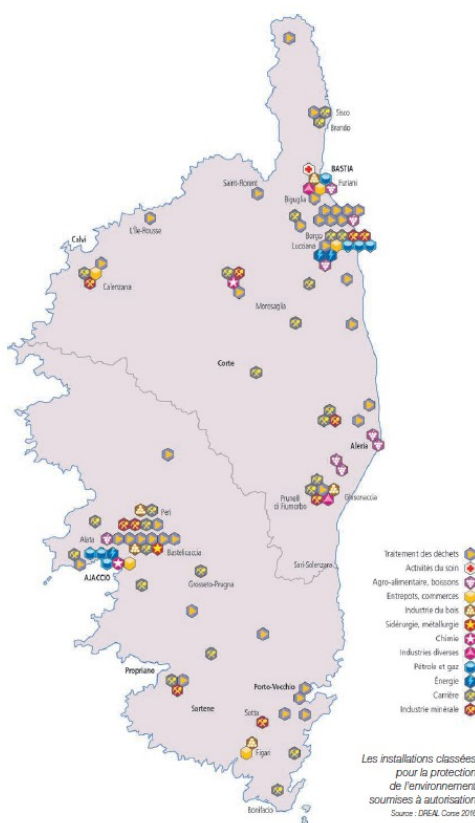 Sisco
Brando
BASTIA
Saint-Florent
Furiani
Biguglia
L'Île-Rousse
Borgo
Calvi
Lucciana
Calenzana
Morosaglia
Corte
Aleria
Prunelli di Fiumorbo
Ghisonaccia
Peri
Alata
Bastelicaccia
AJACCIO
Sari-Solenzara
Grosseto-Prugna
Propriano
Porto-Vecchio
Sartene
Sotta
Figari
Bonifacio
Traitement des déchets
Activités du soin
Agro-alimentaire, boissons
Entrepots, commerces
Industrie du bois
Sidérurgie, métallurgie
Chimie
Industries diverses
Pétrole et gaz
Énergie
Carrière
Industrie minérale
Les installations classées
pour la protection
de l'environnement
soumises à autorisation
Source : DREAL Corse 2016